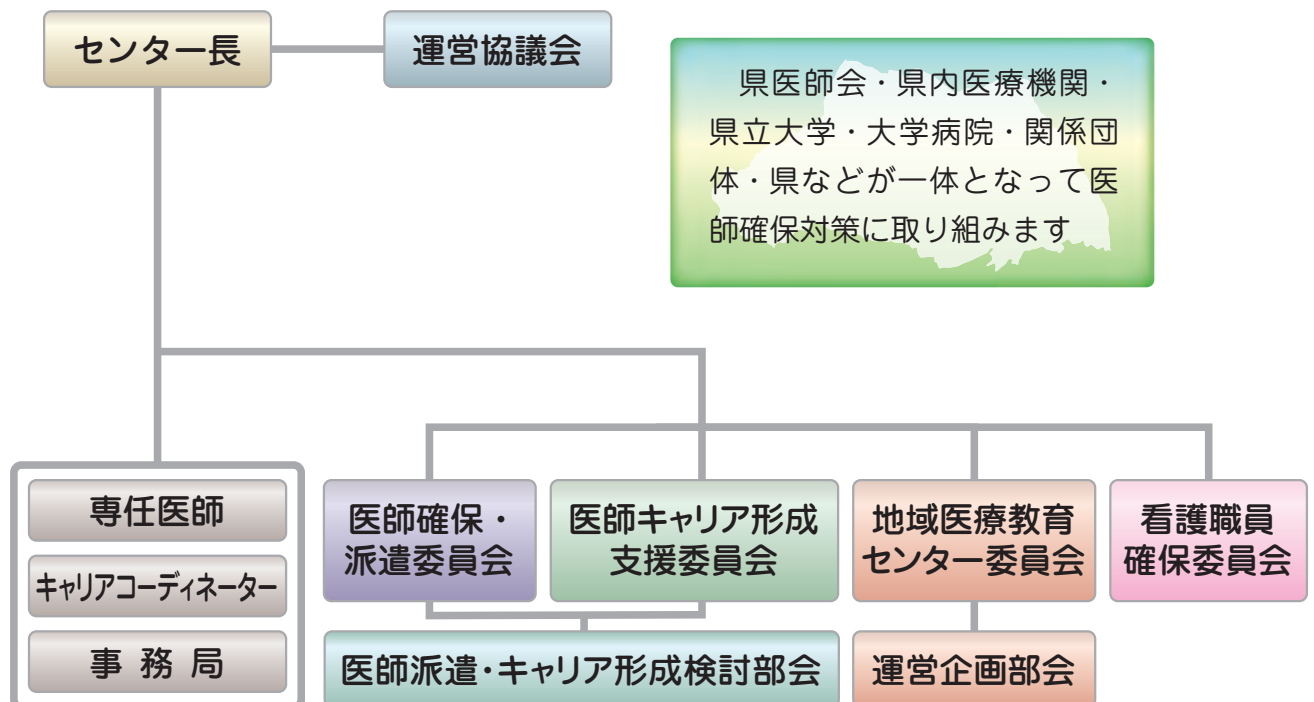 センター長
運営協議会
県医師会・県内医療機関・
県立大学・大学病院・関係団
体・県などが一体となって医
師確保対策に取り組みます
専任医師
キャリアコーディネーター
事務局
医師確保・
派遣委員会
医師キャリア形成
支援委員会
地域医療教育
センター委員会
看護職員
確保委員会
医師派遣・キャリア形成検討部会
運営企画部会